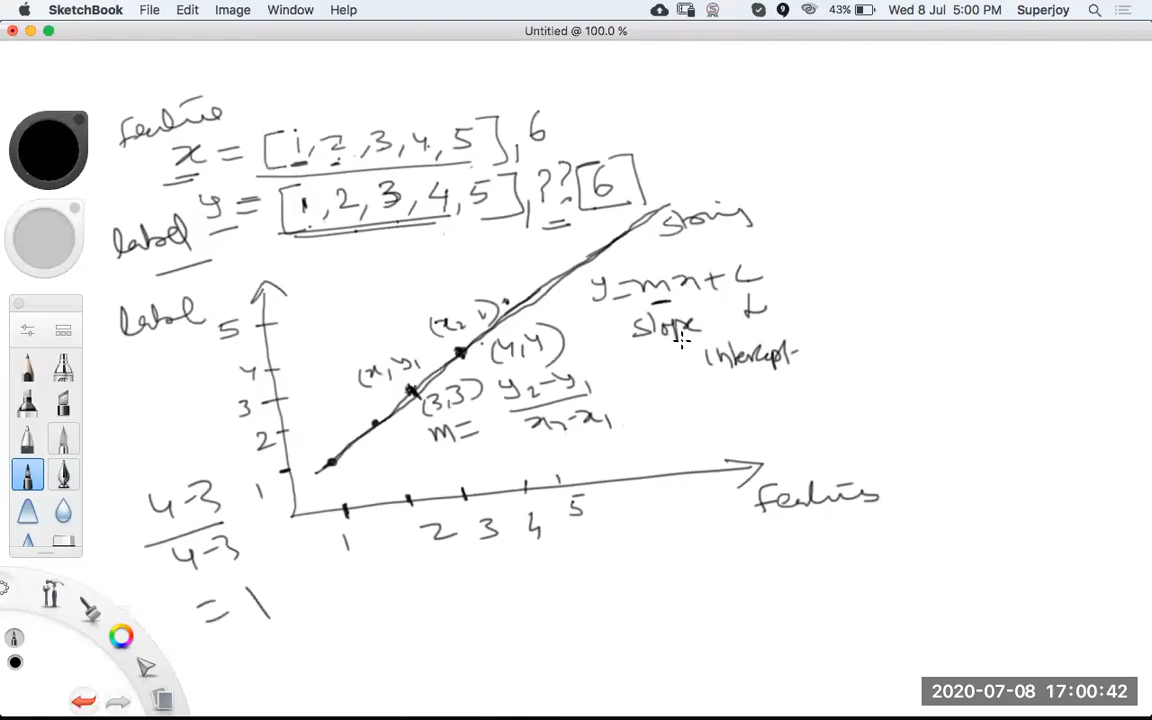 SketchBook File Edit Image Window Help 43% Wed 8 Jul 5:00 PM Superjoy
Untitled @ 100.0 %
feature
x = [1, 2, 3, 4, 5], 6
y = [1, 2, 3, 4, 5], ?? [6]
label
string
y = mx + c
slope
intercept
label
5
4
3
2
1
(x2
(4,4)
(x1 y1
(3,3)
m = y2-y1
x2-x1
1 2 3 4 5
features
4-3
4-3
= 1
2020-07-08 17:00:42